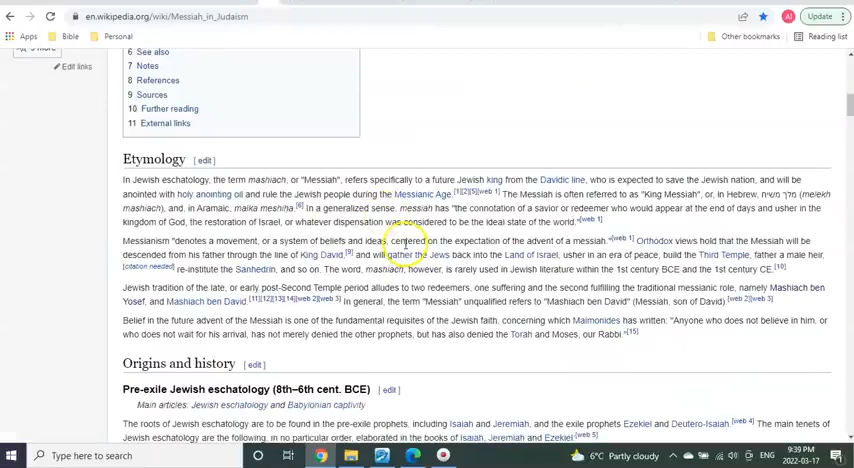 en.wikipedia.org/wiki/Messiah_in_Judaism
AI
Update
Apps
Bible
Personal
Other bookmarks
Reading list
more
Edit links
6 See also
7 Notes
8 References
9 Sources
10 Further reading
11 External links
Etymology [ edit ]
In Jewish eschatology, the term mashiach, or "Messiah", refers specifically to a future Jewish king from the Davidic line, who is expected to save the Jewish nation, and will be
anointed with holy anointing oil and rule the Jewish people during the Messianic Age.[1][2][5][web 1] The Messiah is often referred to as "King Messiah", or, in Hebrew, מלך משיח (melekh
mashiach), and, in Aramaic, malka meshiḥa.[6] In a generalized sense, messiah has "the connotation of a savior or redeemer who would appear at the end of days and usher in the
kingdom of God, the restoration of Israel, or whatever dispensation was considered to be the ideal state of the world."[web 1]
Messianism "denotes a movement, or a system of beliefs and ideas, centered on the expectation of the advent of a messiah."[web 1] Orthodox views hold that the Messiah will be
descended from his father through the line of King David,[9] and will gather the Jews back into the Land of Israel, usher in an era of peace, build the Third Temple, father a male heir,
[citation needed] re-institute the Sanhedrin, and so on. The word, mashiach, however, is rarely used in Jewish literature within the 1st century BCE and the 1st century CE.[10]
Jewish tradition of the late, or early post-Second Temple period alludes to two redeemers, one suffering and the second fulfilling the traditional messianic role, namely Mashiach ben
Yosef, and Mashiach ben David.[11][12][13][14][web 2][web 3] In general, the term "Messiah" unqualified refers to "Mashiach ben David" (Messiah, son of David).[web 2][web 3]
Belief in the future advent of the Messiah is one of the fundamental requisites of the Jewish faith, concerning which Maimonides has written: "Anyone who does not believe in him, or
who does not wait for his arrival, has not merely denied the other prophets, but has also denied the Torah and Moses, our Rabbi."[15]
Origins and history [ edit ]
Pre-exile Jewish eschatology (8th–6th cent. BCE) [ edit ]
Main articles: Jewish eschatology and Babylonian captivity
The roots of Jewish eschatology are to be found in the pre-exile prophets, including Isaiah and Jeremiah, and the exile prophets Ezekiel and Deutero-Isaiah.[web 4] The main tenets of
Jewish eschatology are the following, in no particular order, elaborated in the books of Isaiah, Jeremiah and Ezekiel:[web 5]
Type here to search
6°C Partly cloudy
ENG
9:39 PM
2022-03-17